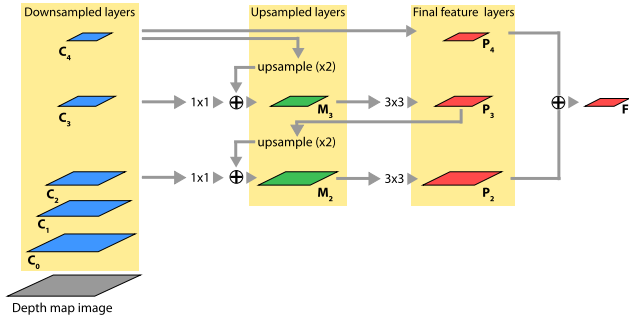 Downsampled layers
Upsampled layers
Final feature layers
C4
P4
upsample (x2)
C3
1x1
M3
3x3
P3
F
upsample (x2)
C2
1x1
M2
3x3
P2
C1
C0
Depth map image